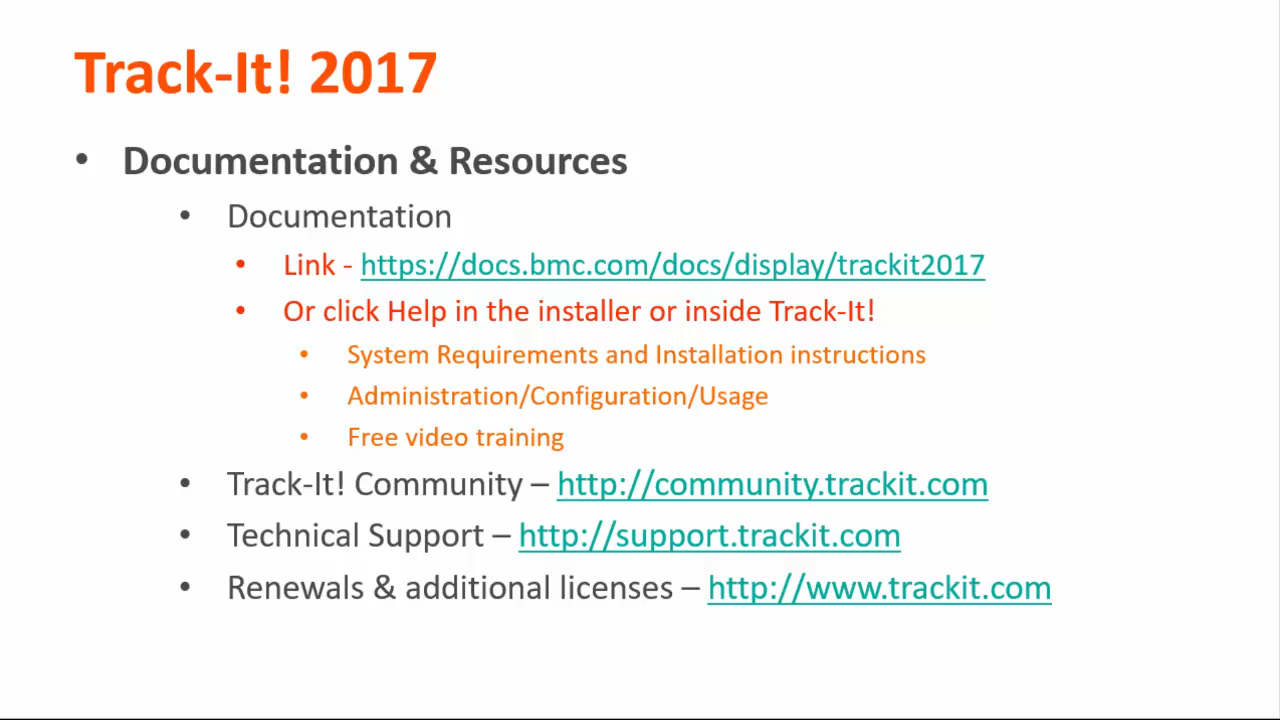 Track-It! 2017
• Documentation & Resources
• Documentation
• Link - https://docs.bmc.com/docs/display/trackit2017
• Or click Help in the installer or inside Track-It!
• System Requirements and Installation instructions
• Administration/Configuration/Usage
• Free video training
• Track-It! Community – http://community.trackit.com
• Technical Support – http://support.trackit.com
• Renewals & additional licenses – http://www.trackit.com